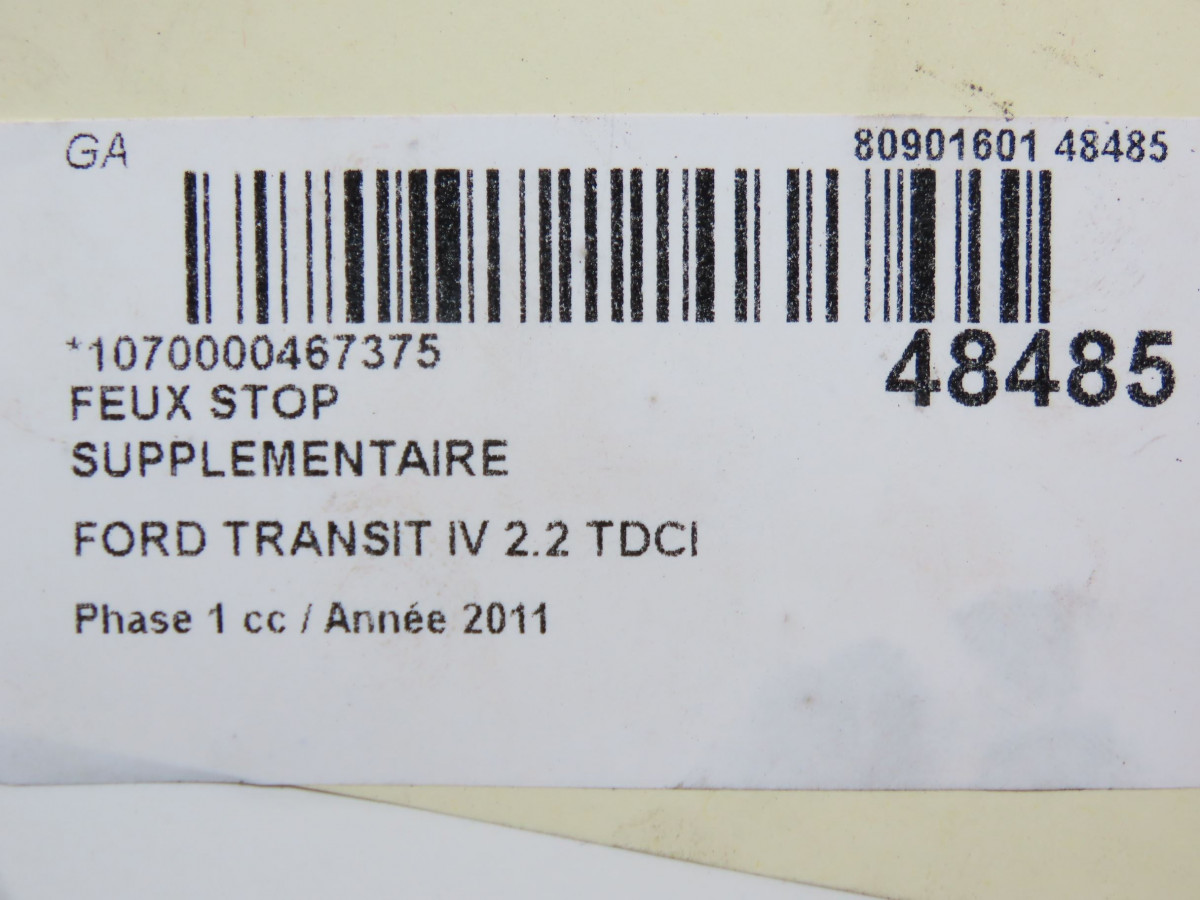 GA
80901601 48485
*1070000467375
48485
FEUX STOP
SUPPLEMENTAIRE
FORD TRANSIT IV 2.2 TDCI
Phase 1 cc / Année 2011